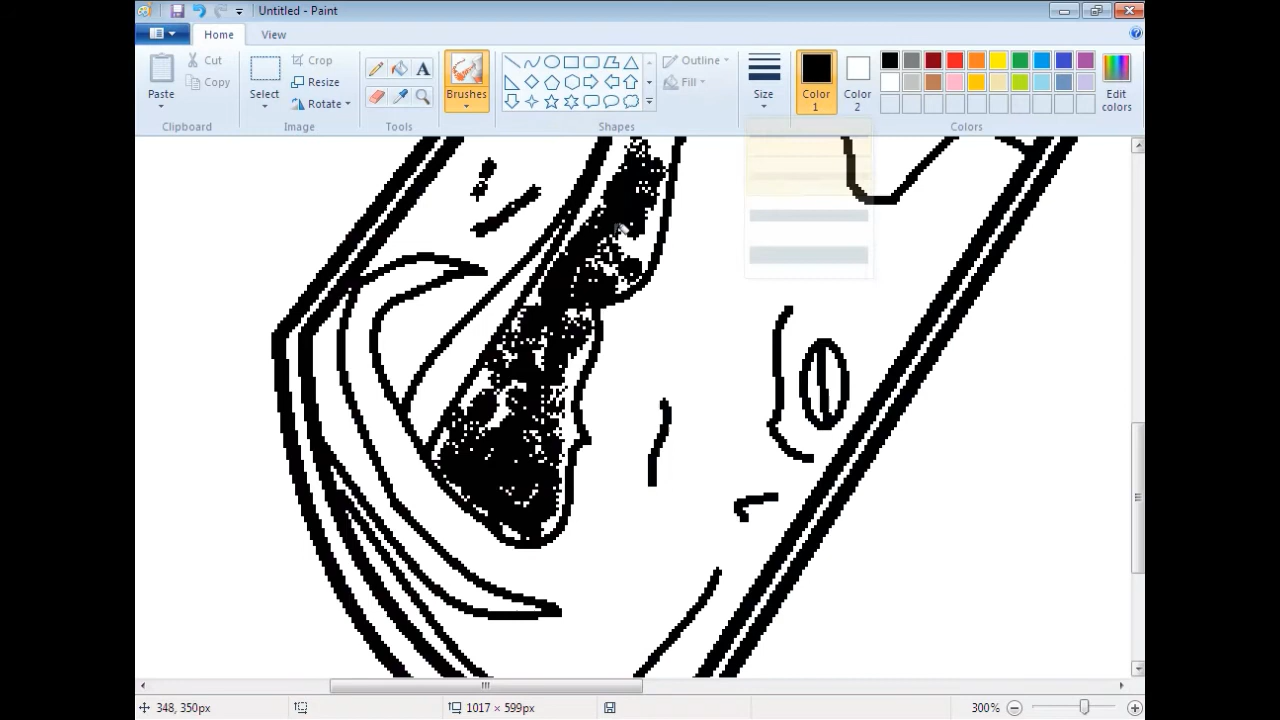 Untitled - Paint
Home
View
Paste
Cut
Copy
Clipboard
Select
Crop
Resize
Rotate
Image
A
Tools
Brushes
Outline
Fill
Shapes
Size
Color 1
Color 2
Edit colors
Colors
348, 350px
1017 × 599px
300%